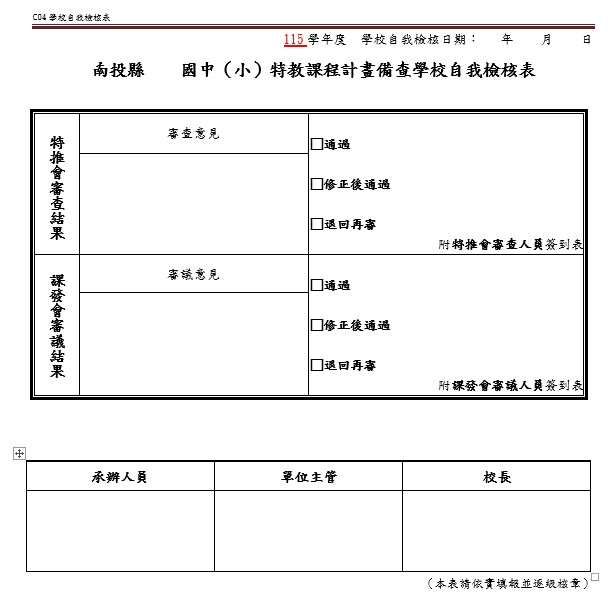 C04 學校自我檢核表
115 學年度 學校自我檢核日期： 年 月 日
南投縣 國中（小）特教課程計畫備查學校自我檢核表
特推會審查結果
審查意見
□通過
□修正後通過
□退回再審
附特推會審查人員簽到表
課發會審議結果
審議意見
□通過
□修正後通過
□退回再審
附課發會審議人員簽到表
承辦人員 單位主管 校長
（本表請依實填報並逐級核章）